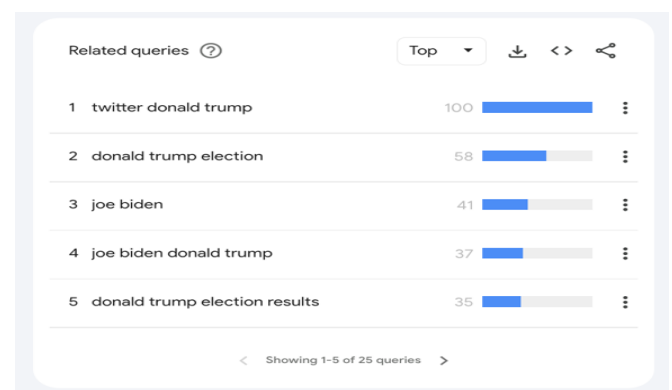 Related queries ? Top <>
1 twitter donald trump 100
2 donald trump election 58
3 joe biden 41
4 joe biden donald trump 37
5 donald trump election results 35
Showing 1-5 of 25 queries